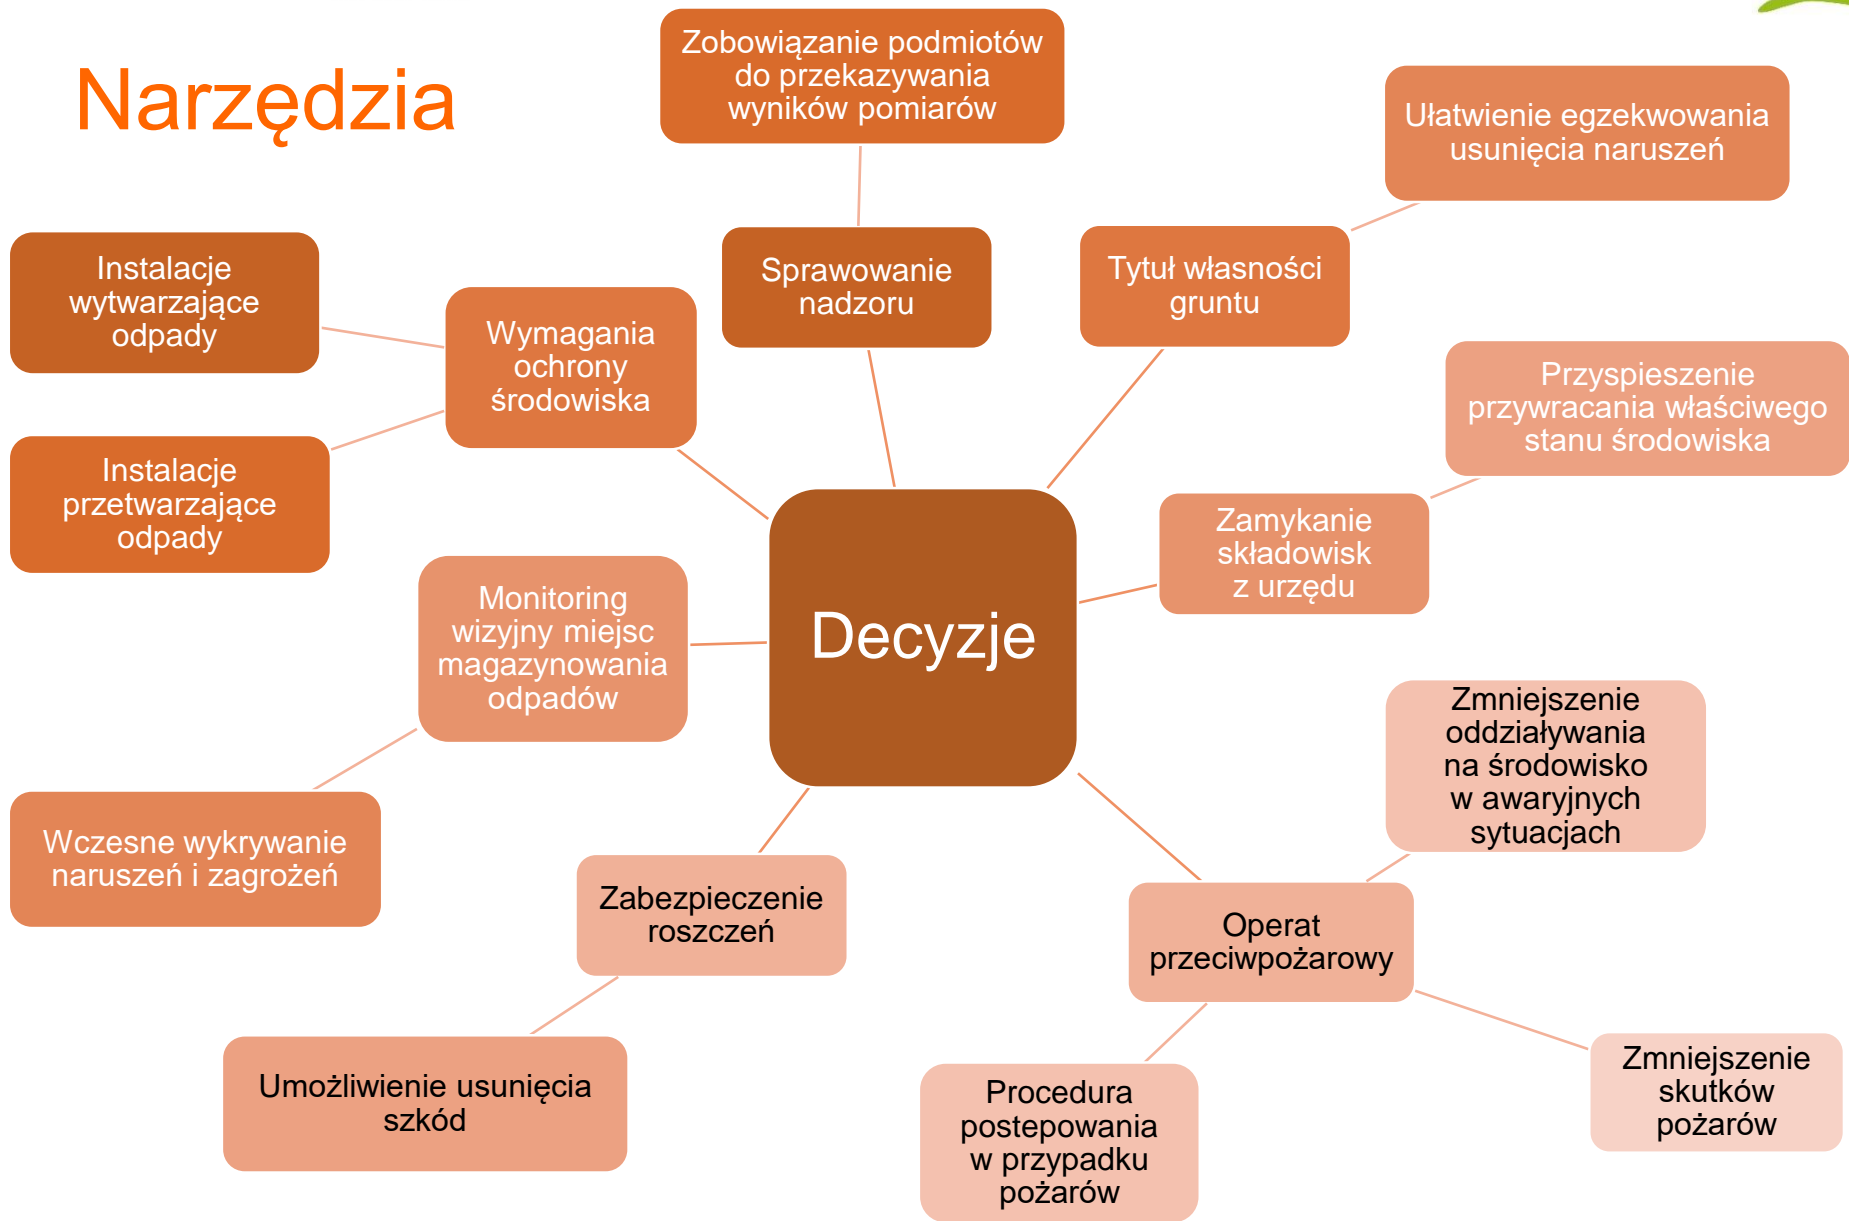 Narzędzia
Zobowiązanie podmiotów
do przekazywania
wyników pomiarów
Ułatwienie egzekwowania
usunięcia naruszeń
Instalacje
wytwarzające
odpady
Wymagania
ochrony
środowiska
Sprawowanie
nadzoru
Tytuł własności
gruntu
Przyspieszenie
przywracania właściwego
stanu środowiska
Instalacje
przetwarzające
odpady
Zamykanie
składowisk
z urzędu
Monitoring
wizyjny miejsc
magazynowania
odpadów
Decyzje
Zmniejszenie
oddziaływania
na środowisko
w awaryjnych
sytuacjach
Wczesne wykrywanie
naruszeń i zagrożeń
Zabezpieczenie
roszczeń
Operat
przeciwpożarowy
Umożliwienie usunięcia
szkód
Procedura
postepowania
w przypadku
pożarów
Zmniejszenie
skutków
pożarów